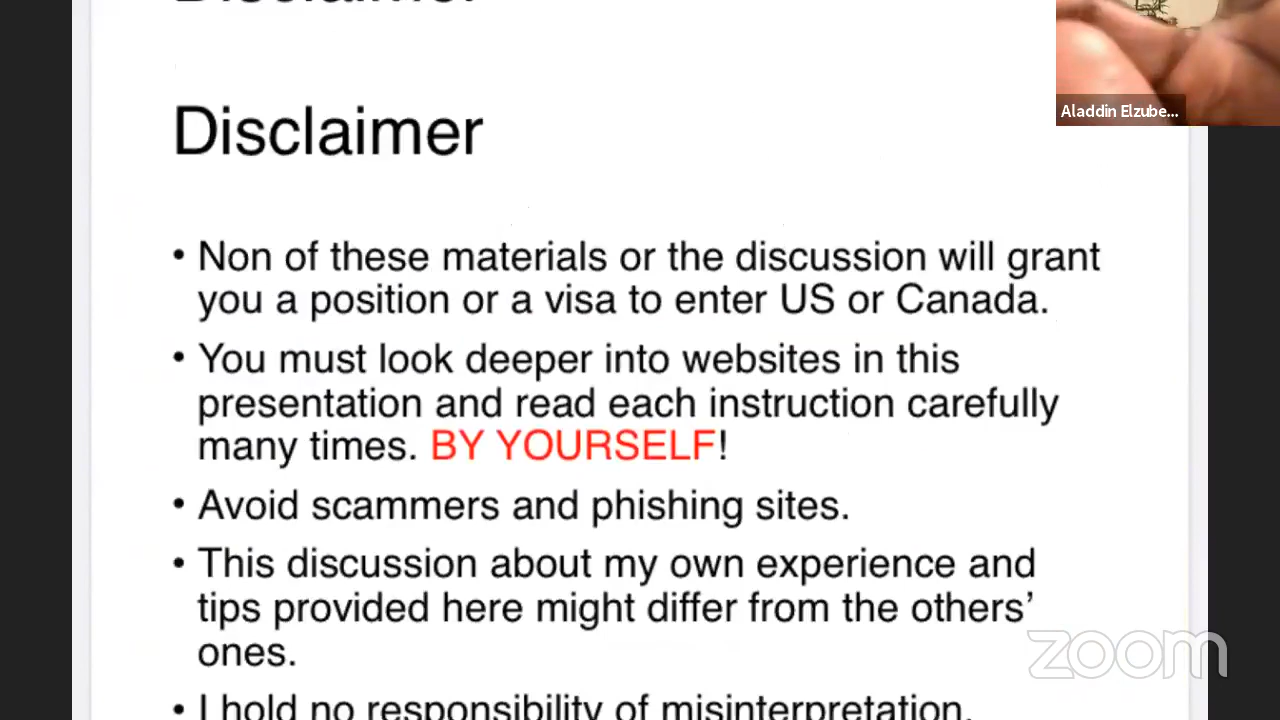 Disclaimer
Aladdin Elzube...
Disclaimer
• Non of these materials or the discussion will grant
you a position or a visa to enter US or Canada.
• You must look deeper into websites in this
presentation and read each instruction carefully
many times. BY YOURSELF!
• Avoid scammers and phishing sites.
• This discussion about my own experience and
tips provided here might differ from the others’
ones.
• I hold no responsibility of misinterpretation.
zoom